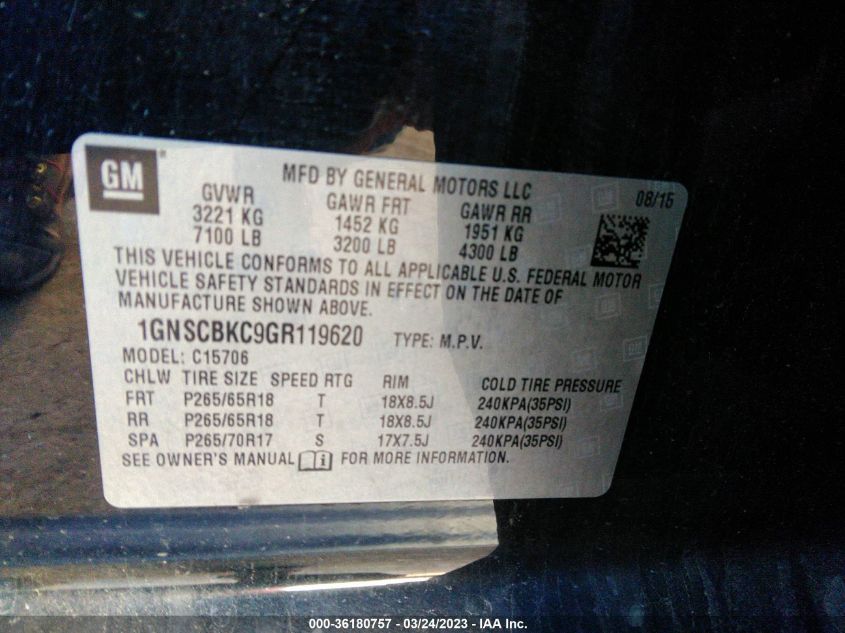 GM®
MFD BY GENERAL MOTORS LLC
08/15
GVWR GAWR FRT GAWR RR
3221 KG 1452 KG 1951 KG
7100 LB 3200 LB 4300 LB
THIS VEHICLE CONFORMS TO ALL APPLICABLE U.S. FEDERAL MOTOR
VEHICLE SAFETY STANDARDS IN EFFECT ON THE DATE OF
MANUFACTURE SHOWN ABOVE.
1GNSCBKC9GR119620 TYPE: M.P.V.
MODEL: C15706
CHLW TIRE SIZE SPEED RTG RIM COLD TIRE PRESSURE
FRT P265/65R18 T 18X8.5J 240KPA(35PSI)
RR P265/65R18 T 18X8.5J 240KPA(35PSI)
SPA P265/70R17 S 17X7.5J 240KPA(35PSI)
SEE OWNER'S MANUAL FOR MORE INFORMATION.
000-36180757 - 03/24/2023 - IAA Inc.